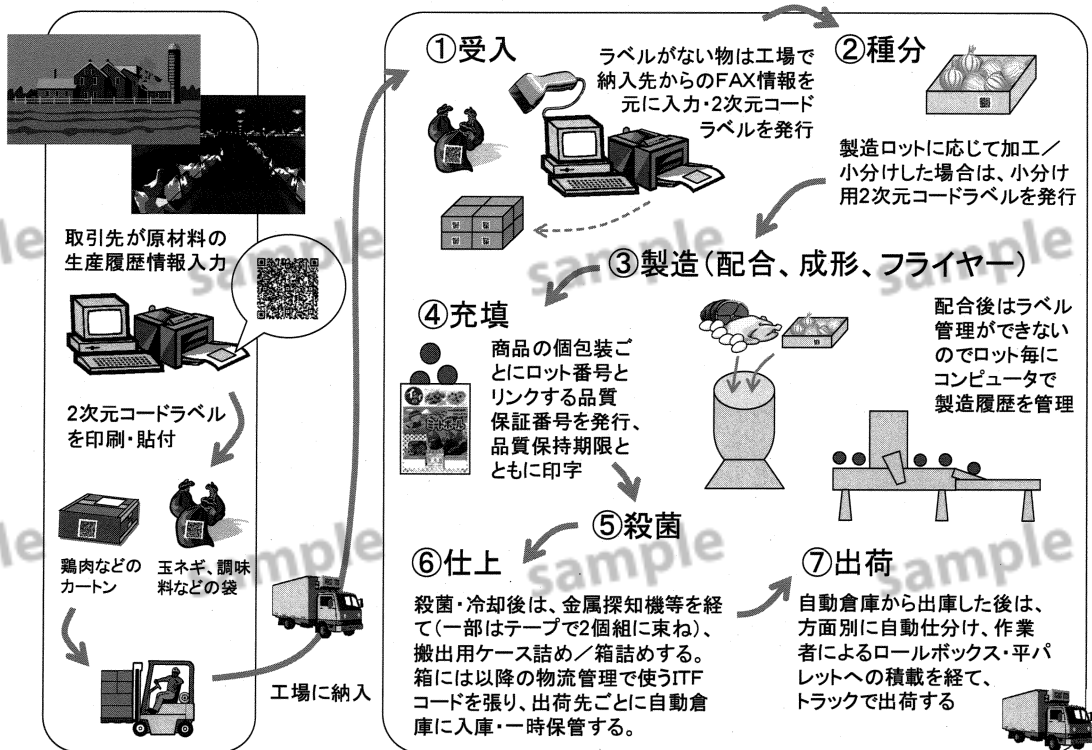 取引先が原材料の
生産履歴情報入力
2次元コードラベル
を印刷・貼付
鶏肉などの
カートン
玉ネギ、調味
料などの袋
工場に納入
①受入
ラベルがない物は工場で
納入先からのFAX情報を
元に入力・2次元コード
ラベルを発行
②種分
製造ロットに応じて加工／
小分けした場合は、小分け
用2次元コードラベルを発行
③製造(配合、成形、フライヤー)
配合後はラベル
管理ができない
のでロット毎に
コンピュータで
製造履歴を管理
④充填
商品の個包装ご
とにロット番号と
リンクする品質
保証番号を発行、
品質保持期限と
ともに印字
⑤殺菌
⑥仕上
殺菌・冷却後は、金属探知機等を経
て(一部はテープで2個組に束ね)、
搬出用ケース詰め／箱詰めする。
箱には以降の物流管理で使うITF
コードを張り、出荷先ごとに自動倉
庫に入庫・一時保管する。
⑦出荷
自動倉庫から出庫した後は、
方面別に自動仕分け、作業
者によるロールボックス・平パ
レットへの積載を経て、
トラックで出荷する
sample
sample
sample
sample
sample
sample
le
le